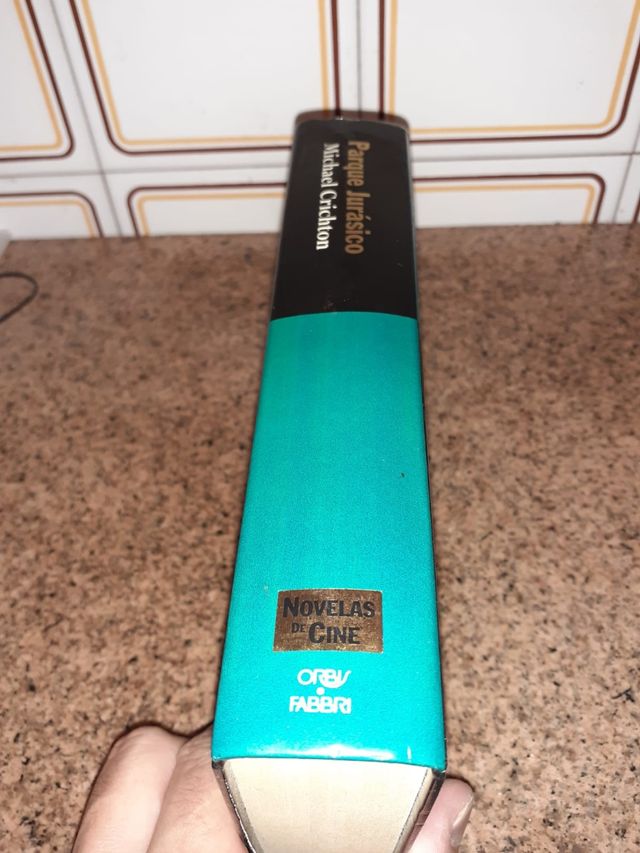 Parque Jurásico
Michael Crichton
NOVELAS
DE CINE
ORBIS
FABBRI